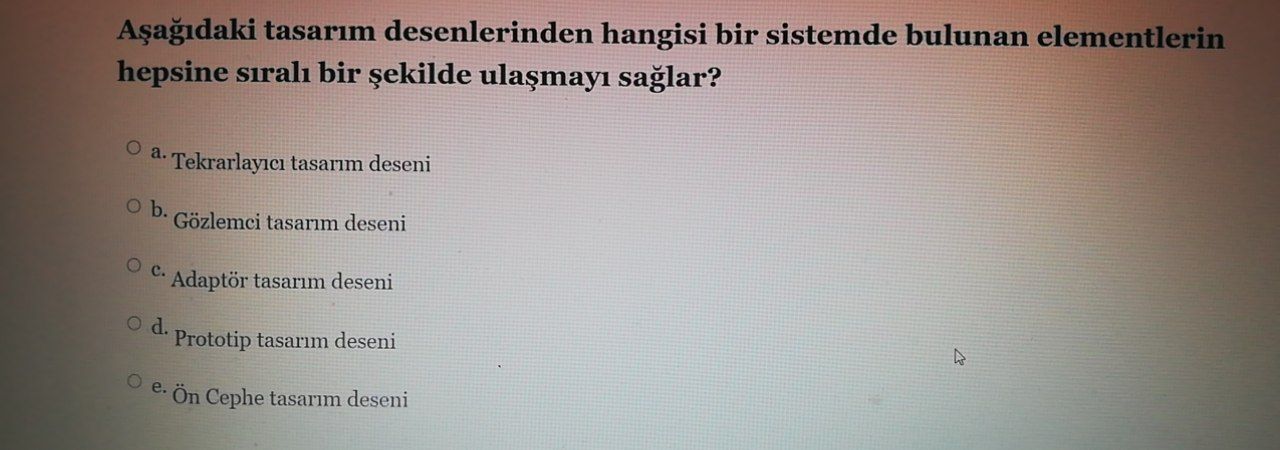 Aşağıdaki tasarım desenlerinden hangisi bir sistemde bulunan elementlerin
hepsine sıralı bir şekilde ulaşmayı sağlar?
a. Tekrarlayıcı tasarım deseni
b. Gözlemci tasarım deseni
c. Adaptör tasarım deseni
d. Prototip tasarım deseni
e. Ön Cephe tasarım deseni